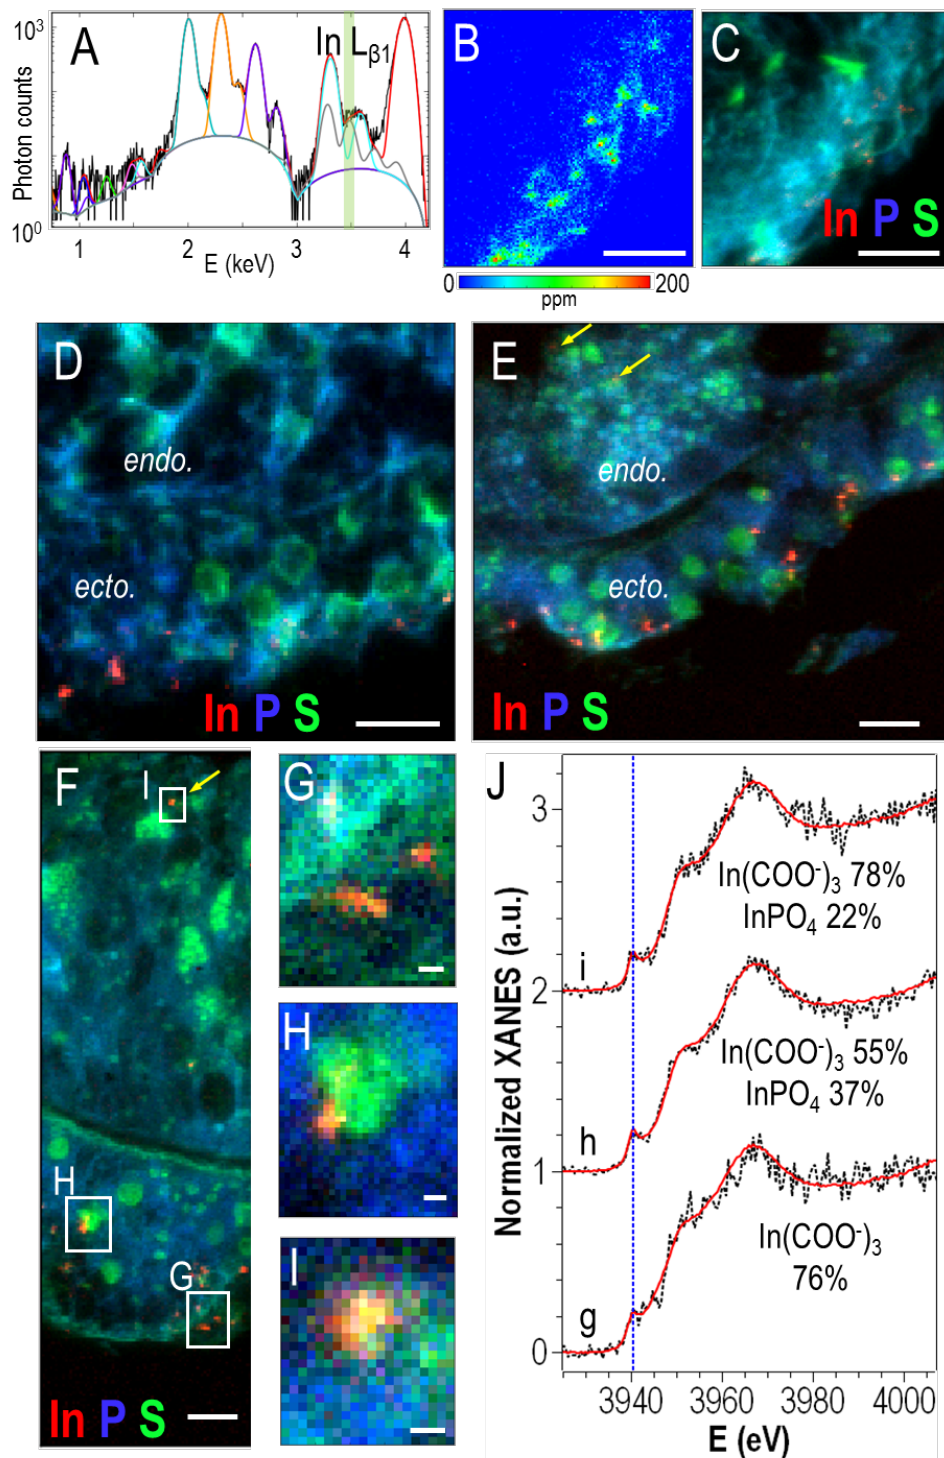 A
In Lβ1
10³
10⁰
Photon counts
1 2 3 4
E (keV)
B
0 200
ppm
C
In P S
D
endo.
ecto.
In P S
E
endo.
ecto.
In P S
F
I
H
G
In P S
G
H
I
J
Normalized XANES (a.u.)
3
2
1
0
In(COO⁻)₃ 78%
InPO₄ 22%
i
In(COO⁻)₃ 55%
InPO₄ 37%
h
In(COO⁻)₃
76%
g
3940 3960 3980 4000
E (eV)